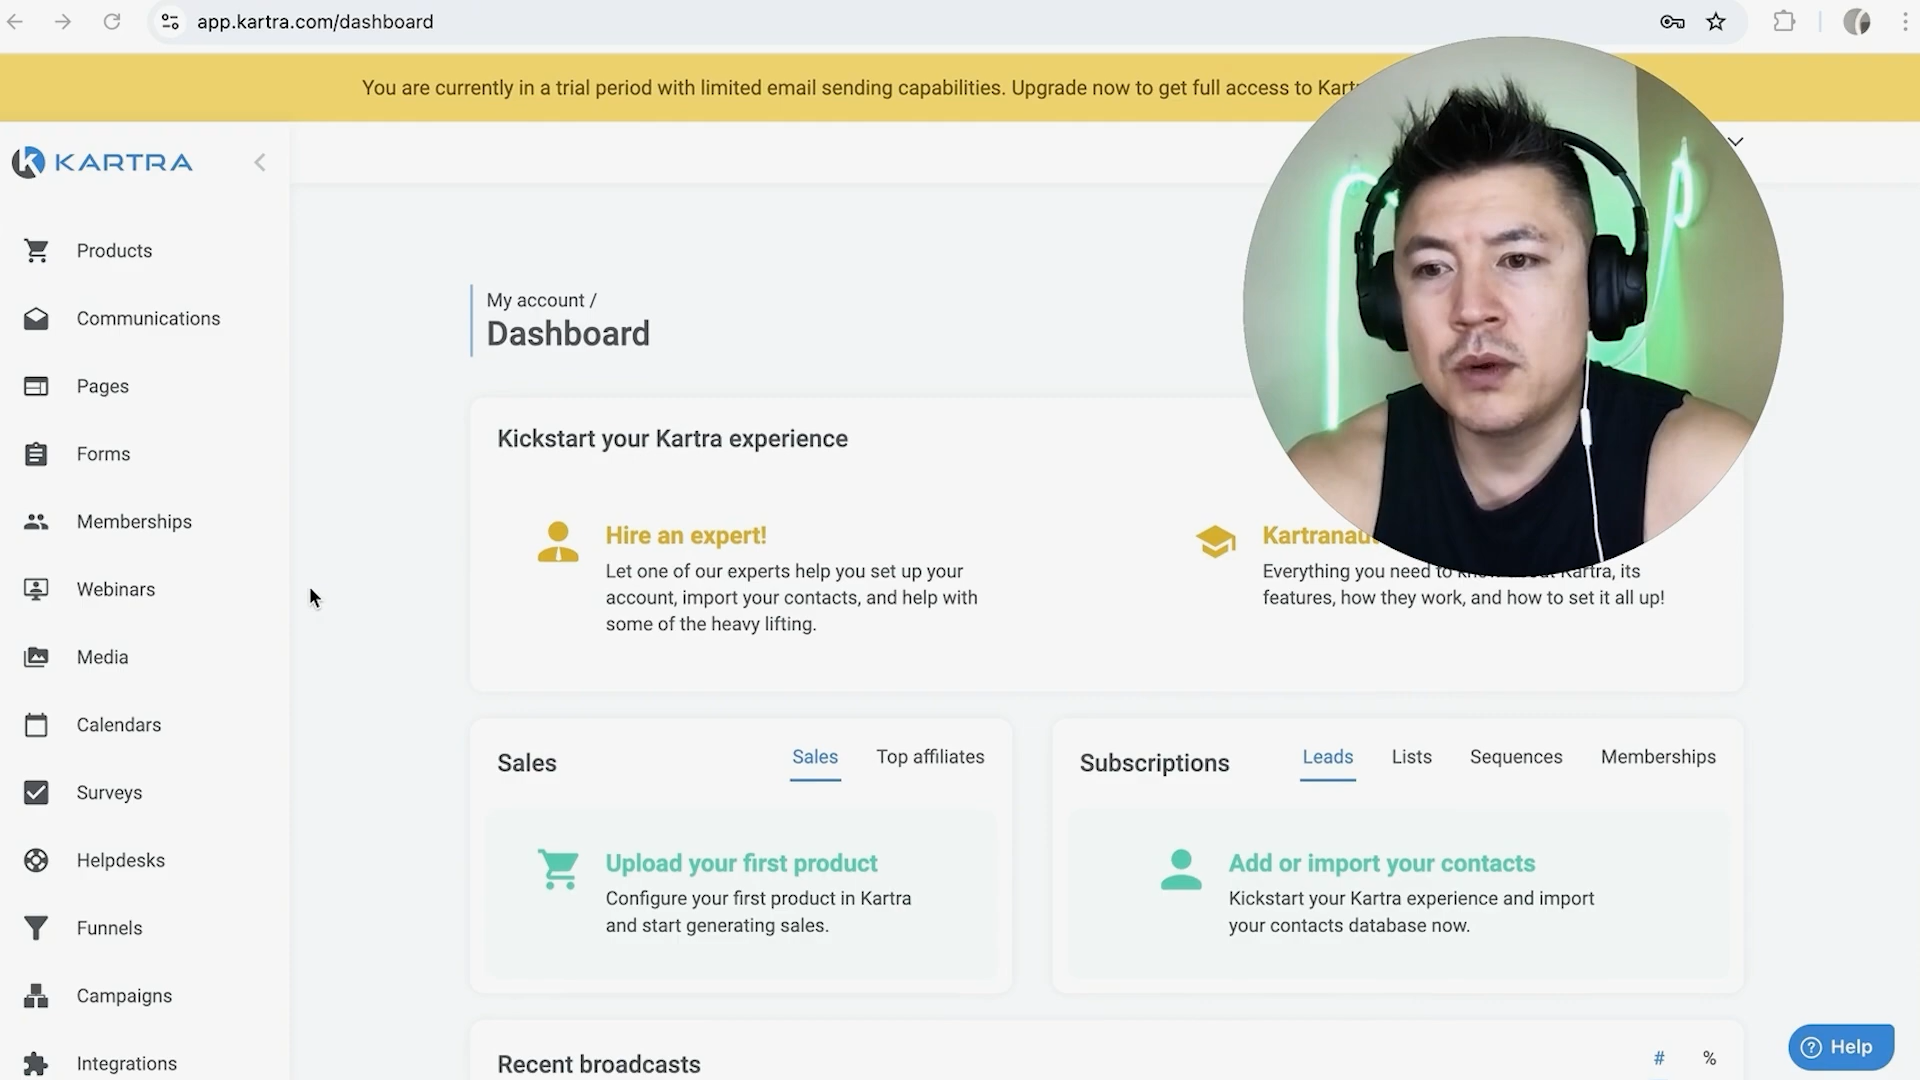 app.kartra.com/dashboard
You are currently in a trial period with limited email sending capabilities. Upgrade now to get full access to
KARTRA
Products
Communications
Pages
Forms
Memberships
Webinars
Media
Calendars
Surveys
Helpdesks
Funnels
Campaigns
Integrations
My account /
Dashboard
Kickstart your Kartra experience
Hire an expert!
Let one of our experts help you set up your
account, import your contacts, and help with
some of the heavy lifting.
Everything you need to Kartra, its
features, how they work, and how to set it all up!
Sales
Sales Top affiliates
Upload your first product
Configure your first product in Kartra
and start generating sales.
Subscriptions
Leads Lists Sequences Memberships
Add or import your contacts
Kickstart your Kartra experience and import
your contacts database now.
Recent broadcasts
# %
Help